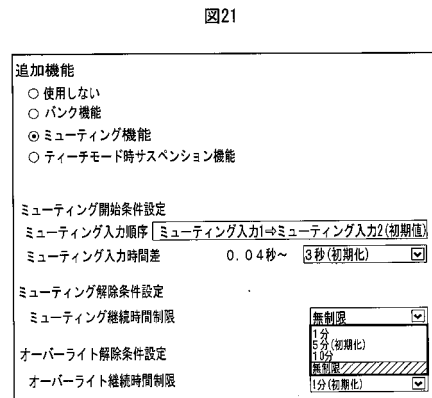 図21
追加機能
○ 使用しない
○ バンク機能
◉ ミューティング機能
○ ティーチモード時サスペンション機能
ミューティング開始条件設定
ミューティング入力順序 ミューティング入力1⇒ミューティング入力2(初期値)
ミューティング入力時間差 0.04秒~ 3秒(初期化)
ミューティング解除条件設定
ミューティング継続時間制限 無制限
1分
5分(初期化)
10分
無制限
オーバーライト解除条件設定
オーバーライト継続時間制限 1分(初期化)